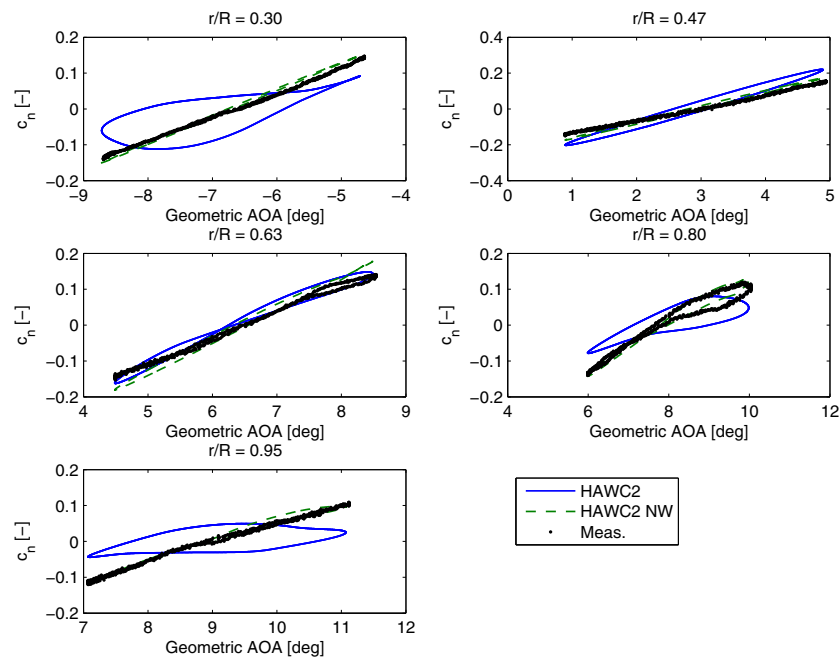 r/R = 0.30
0.2
0.1
0
−0.1
−0.2
c_n [−]
−9 −8 −7 −6 −5 −4
Geometric AOA [deg]
r/R = 0.47
0.4
0.2
0
−0.2
−0.4
c_n [−]
0 1 2 3 4 5
Geometric AOA [deg]
r/R = 0.63
0.2
0.1
0
−0.1
−0.2
c_n [−]
4 5 6 7 8 9
Geometric AOA [deg]
r/R = 0.80
0.2
0.1
0
−0.1
−0.2
c_n [−]
4 6 8 10 12
Geometric AOA [deg]
r/R = 0.95
0.2
0.1
0
−0.1
−0.2
c_n [−]
7 8 9 10 11 12
Geometric AOA [deg]
HAWC2
HAWC2 NW
Meas.